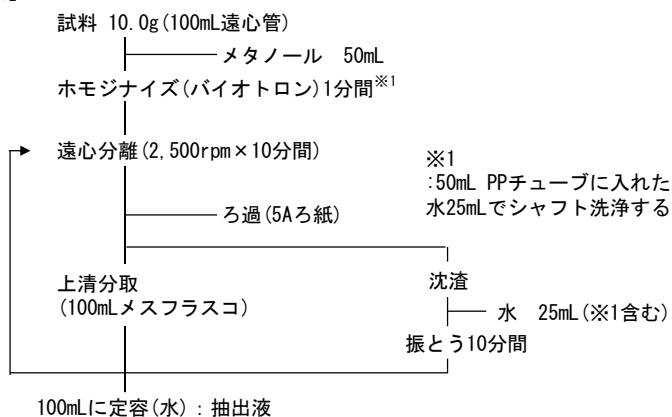 試料 10.0g(100mL遠心管)
メタノール 50mL
ホモジナイズ(バイオトロン)1分間※1
遠心分離(2,500rpm×10分間)
※1
:50mL PPチューブに入れた
水25mLでシャフト洗浄する
ろ過(5Aろ紙)
上清分取
(100mLメスフラスコ)
沈渣
水 25mL(※1含む)
振とう10分間
100mLに定容(水):抽出液